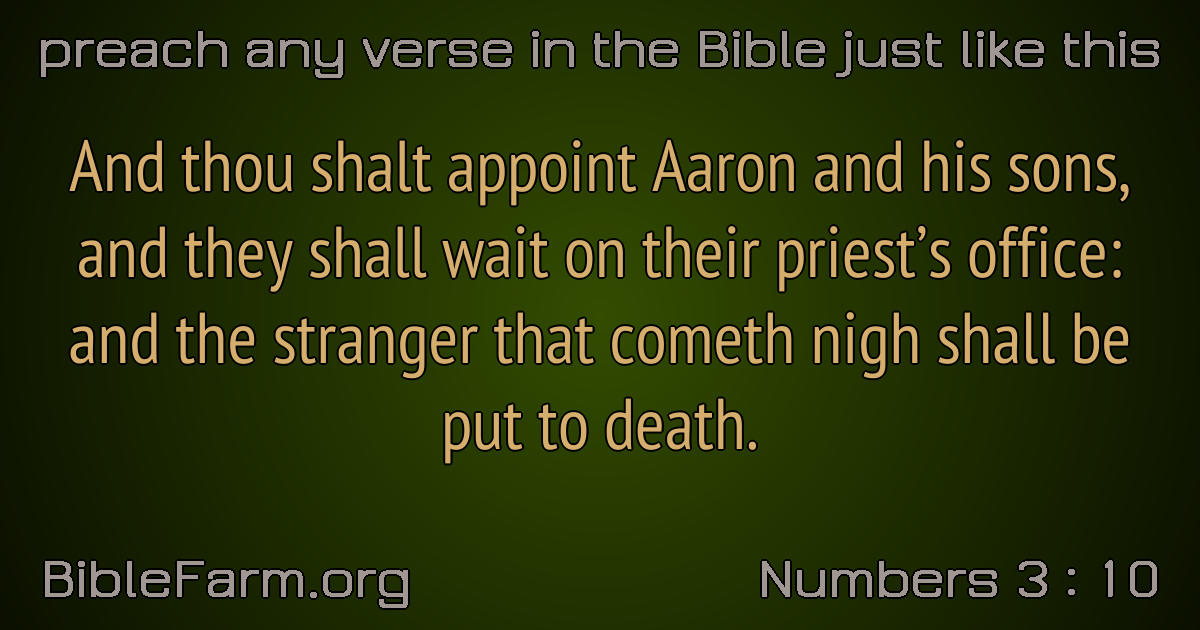 preach any verse in the Bible just like this
And thou shalt appoint Aaron and his sons,
and they shall wait on their priest’s office:
and the stranger that cometh nigh shall be
put to death.
BibleFarm.org
Numbers 3 : 10